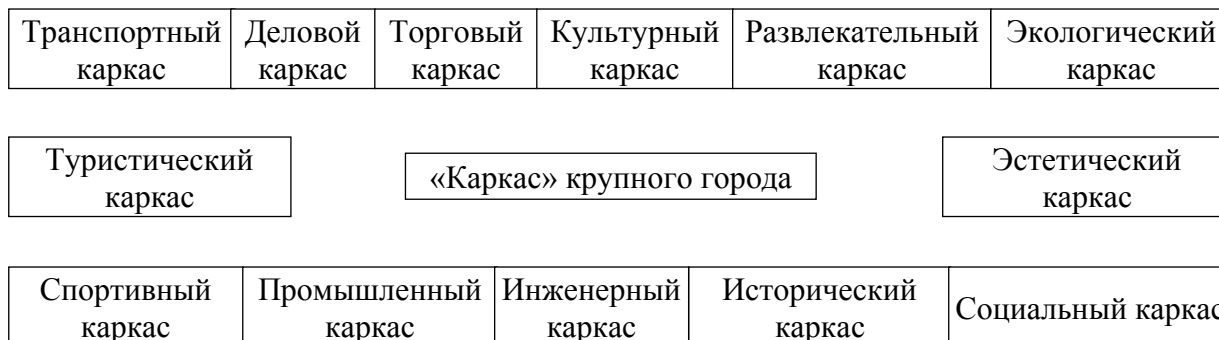 Транспортный каркас
Деловой каркас
Торговый каркас
Культурный каркас
Развлекательный каркас
Экологический каркас
Туристический каркас
«Каркас» крупного города
Эстетический каркас
Спортивный каркас
Промышленный каркас
Инженерный каркас
Исторический каркас
Социальный каркас